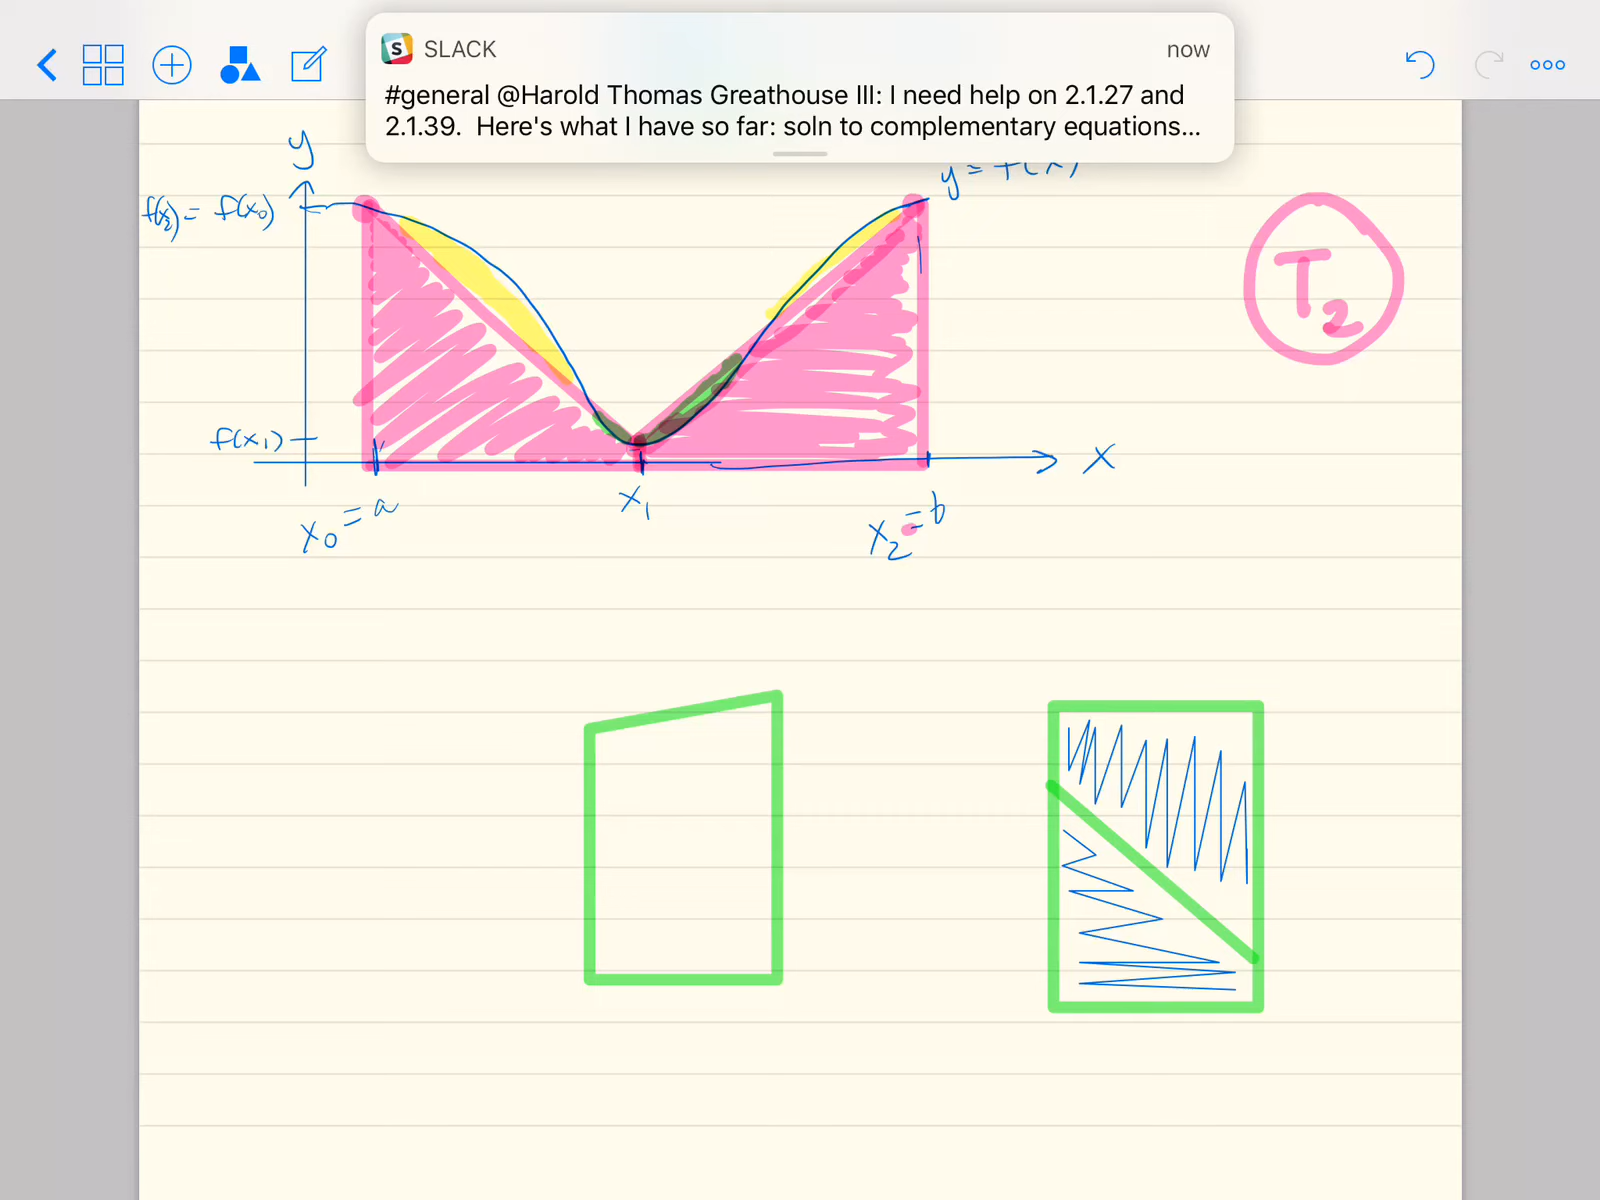 SLACK now
#general @Harold Thomas Greathouse III: I need help on 2.1.27 and
2.1.39. Here's what I have so far: soln to complementary equations...
y
y = f(x)
f(x₂) = f(x₀)
T₂
f(x₁)
x
x₀ = a
x₁
x₂ = b